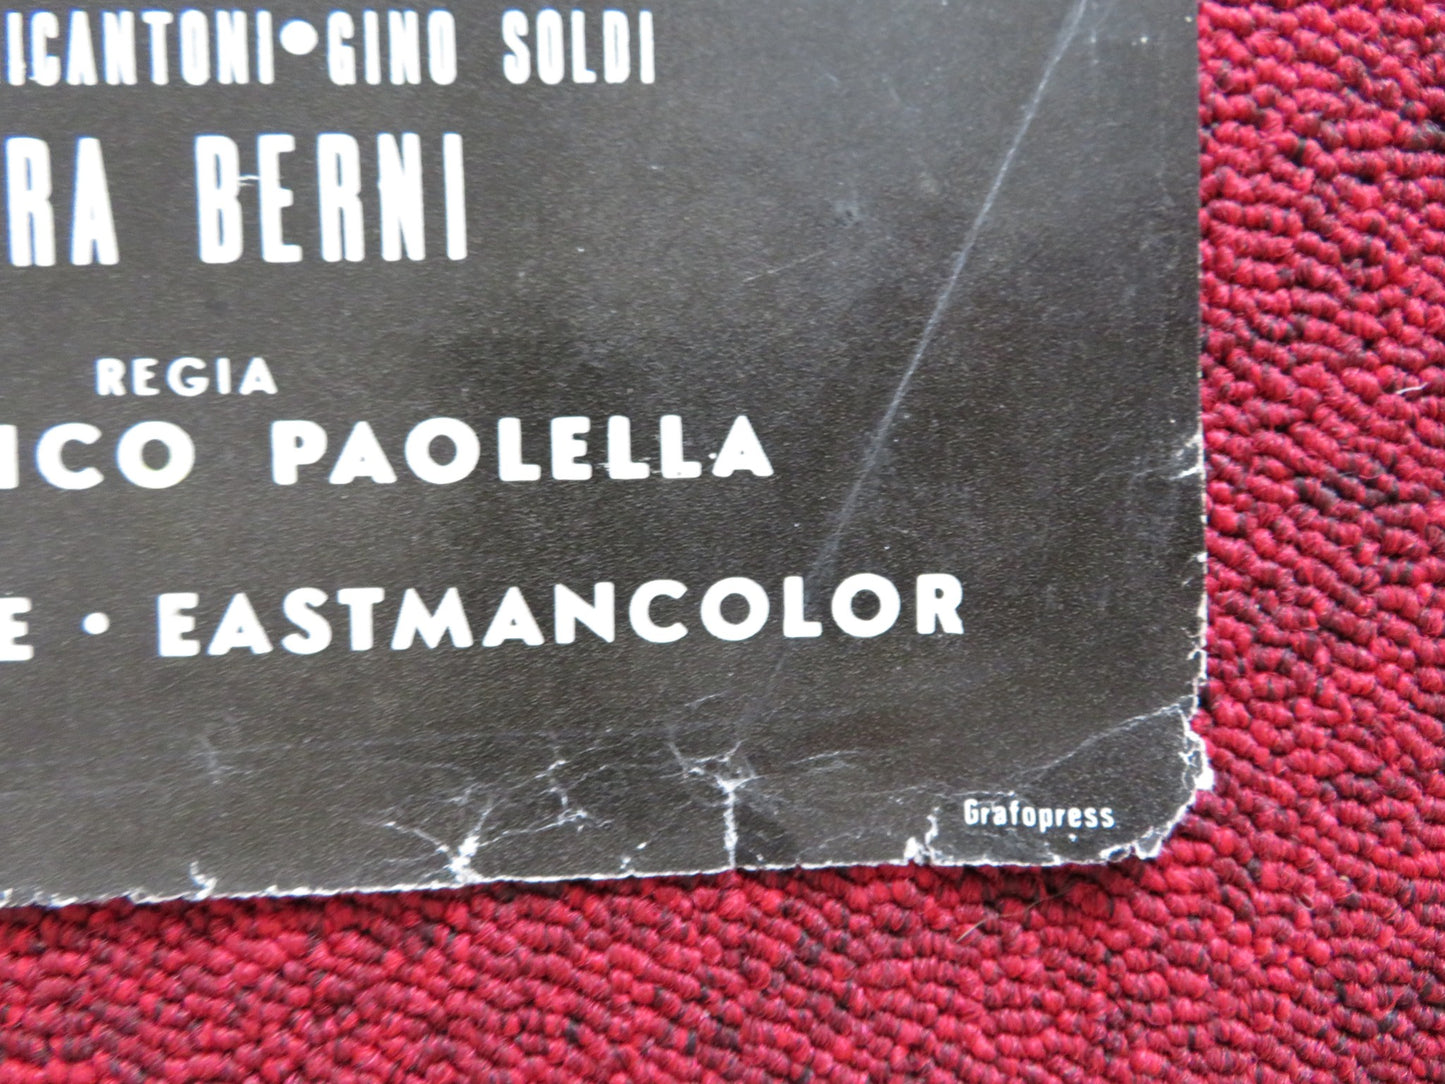 ICANTONI • GINO SOLDI
RA BERNI
REGIA
ICO PAOLELLA
E • EASTMANCOLOR
Grafopress